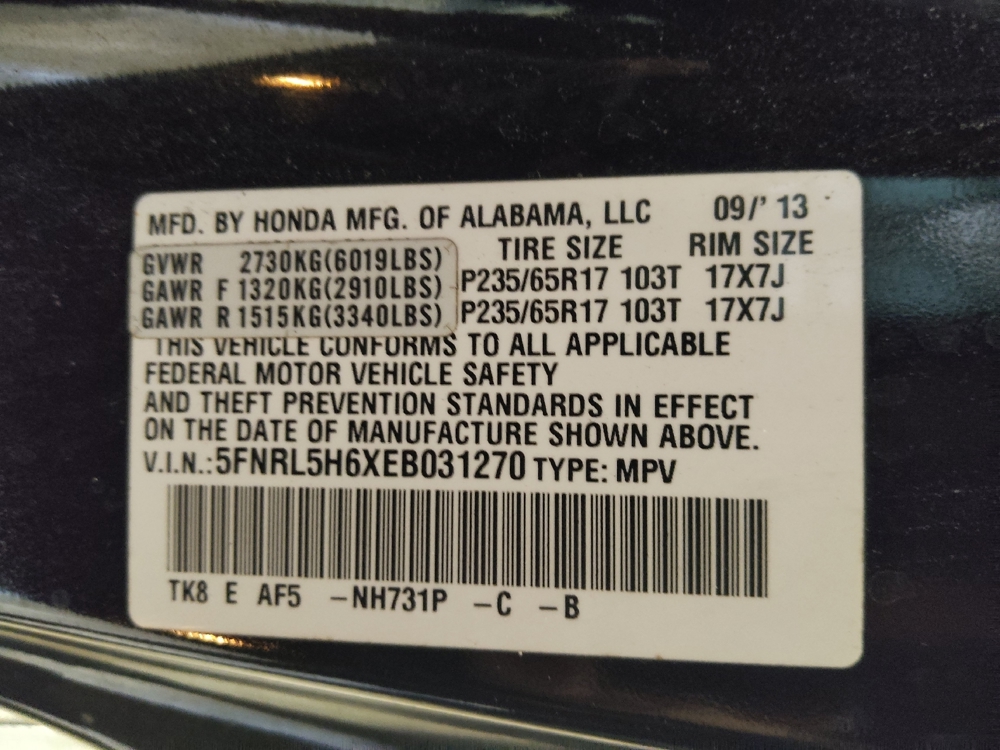 MFD. BY HONDA MFG. OF ALABAMA, LLC 09/' 13
TIRE SIZE RIM SIZE
GVWR 2730KG(6019LBS)
GAWR F 1320KG(2910LBS) P235/65R17 103T 17X7J
GAWR R 1515KG(3340LBS) P235/65R17 103T 17X7J
THIS VEHICLE CONFORMS TO ALL APPLICABLE
FEDERAL MOTOR VEHICLE SAFETY
AND THEFT PREVENTION STANDARDS IN EFFECT
ON THE DATE OF MANUFACTURE SHOWN ABOVE.
V.I.N.:5FNRL5H6XEB031270 TYPE: MPV
TK8 E AF5 –NH731P –C –B